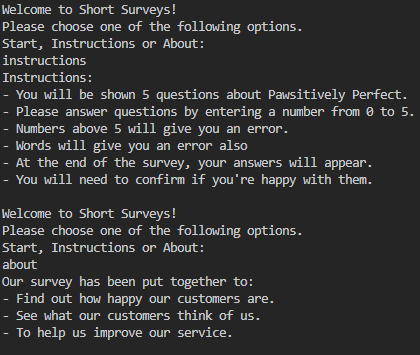 Welcome to Short Surveys!
Please choose one of the following options.
Start, Instructions or About:
instructions
Instructions:
- You will be shown 5 questions about Pawsitively Perfect.
- Please answer questions by entering a number from 0 to 5.
- Numbers above 5 will give you an error.
- Words will give you an error also
- At the end of the survey, your answers will appear.
- You will need to confirm if you're happy with them.
Welcome to Short Surveys!
Please choose one of the following options.
Start, Instructions or About:
about
Our survey has been put together to:
- Find out how happy our customers are.
- See what our customers think of us.
- To help us improve our service.